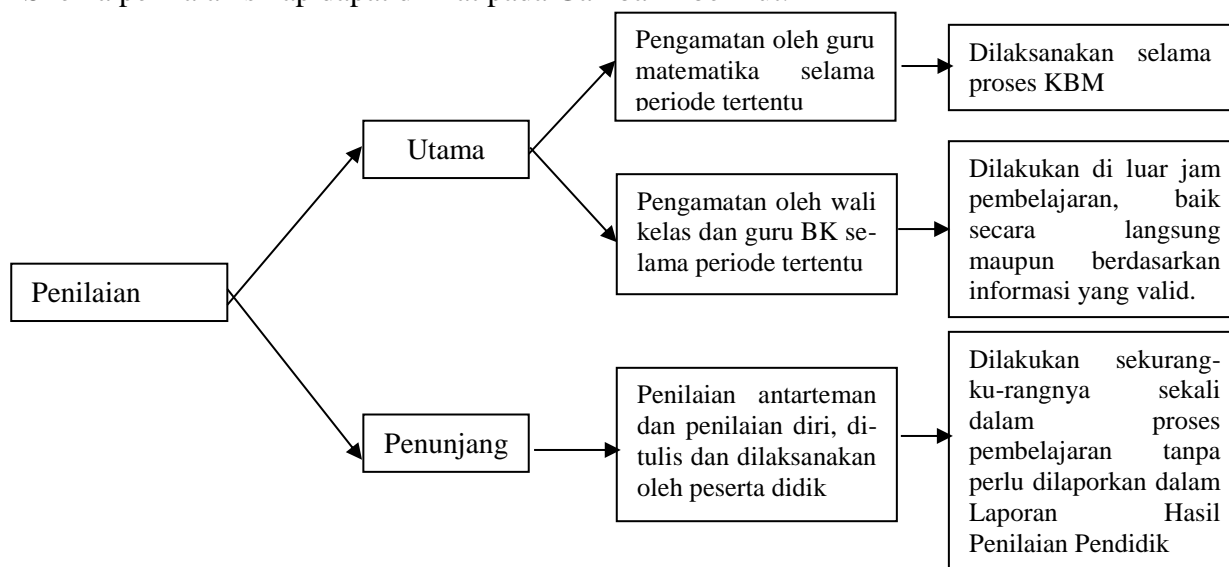 Pengamatan oleh guru
matematika selama
periode tertentu
Dilaksanakan selama
proses KBM
Utama
Pengamatan oleh wali
kelas dan guru BK se-
lama periode tertentu
Dilakukan di luar jam
pembelajaran, baik
secara langsung
maupun berdasarkan
informasi yang valid.
Penilaian
Penunjang
Penilaian antarteman
dan penilaian diri, di-
tulis dan dilaksanakan
oleh peserta didik
Dilakukan sekurang-
ku-rangnya sekali
dalam proses
pembelajaran tanpa
perlu dilaporkan dalam
Laporan Hasil
Penilaian Pendidik